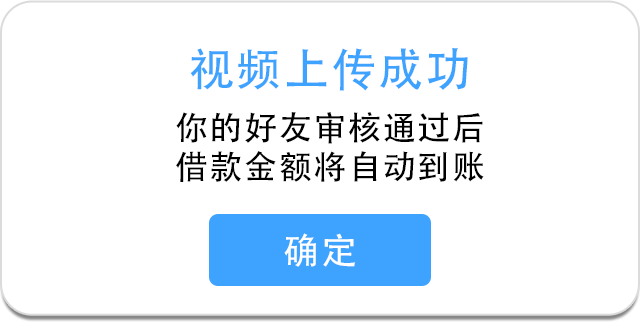 视频上传成功
你的好友审核通过后
借款金额将自动到账
确定